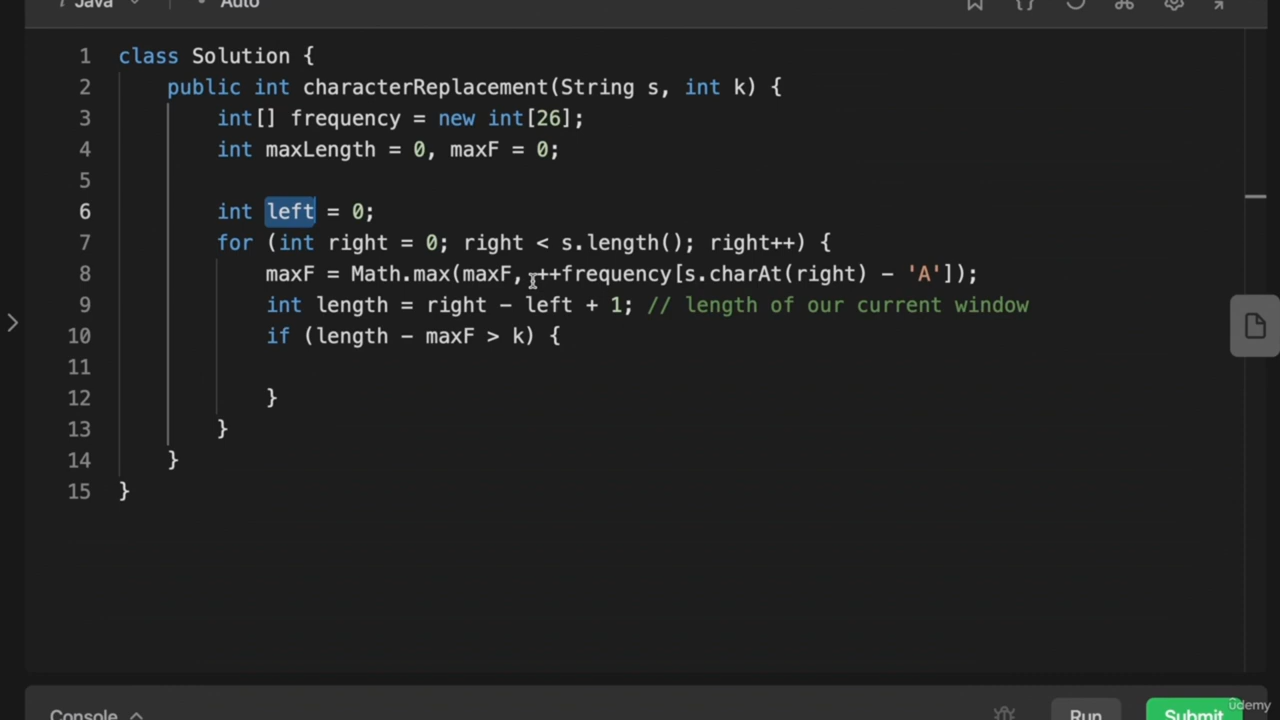 Java Auto {}
1 class Solution {
2 public int characterReplacement(String s, int k) {
3 int[] frequency = new int[26];
4 int maxLength = 0, maxF = 0;
5
6 int left = 0;
7 for (int right = 0; right < s.length(); right++) {
8 maxF = Math.max(maxF, ++frequency[s.charAt(right) - 'A']);
9 int length = right - left + 1; // length of our current window
10 if (length - maxF > k) {
11
12 }
13 }
14 }
15 }
Console Run Submit
ûdemy